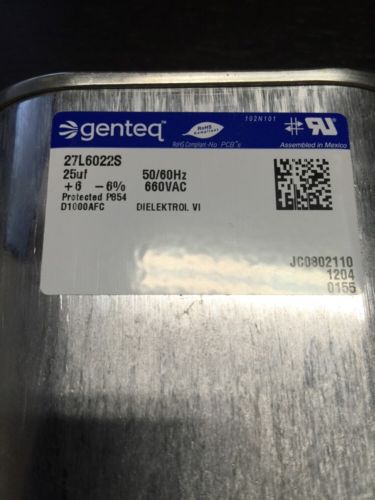 102N101
genteq
RoHS
Compliant
RoHS Compliant-No PCB's
Assembled in Mexico
27L6022S
25uf 50/60Hz
+6 -6% 660VAC
Protected P854
D1000AFC DIELEKTROL VI
JC0802110
1204
0155